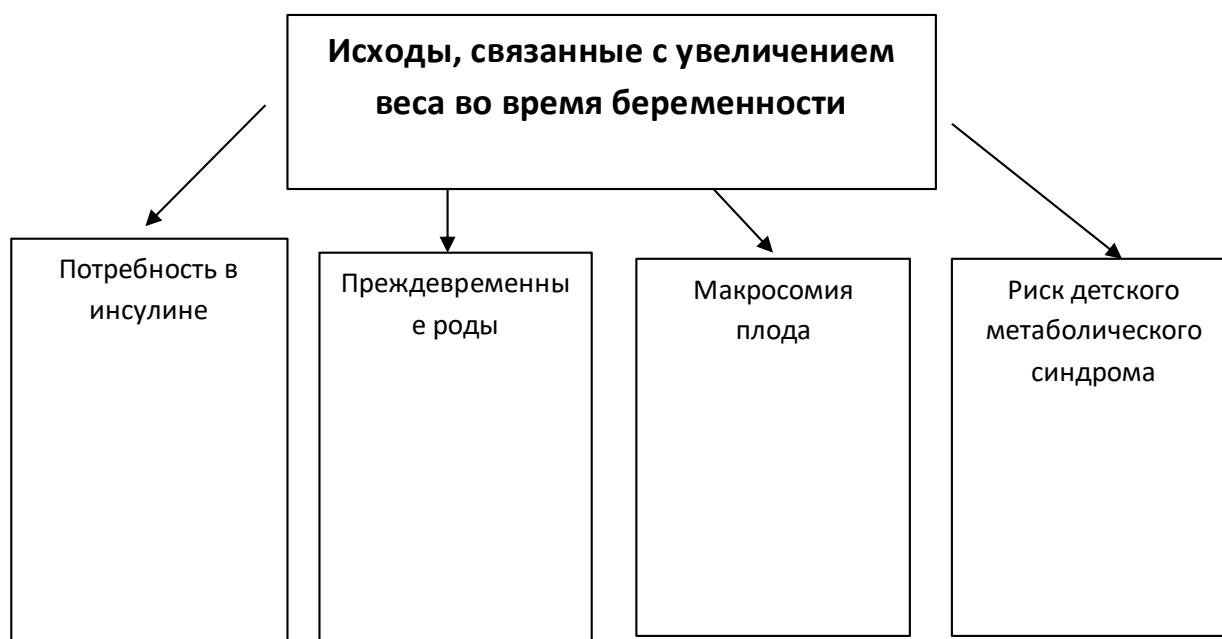 Исходы, связанные с увеличением
веса во время беременности
Потребность в
инсулине
Преждевременны
е роды
Макросомия
плода
Риск детского
метаболического
синдрома